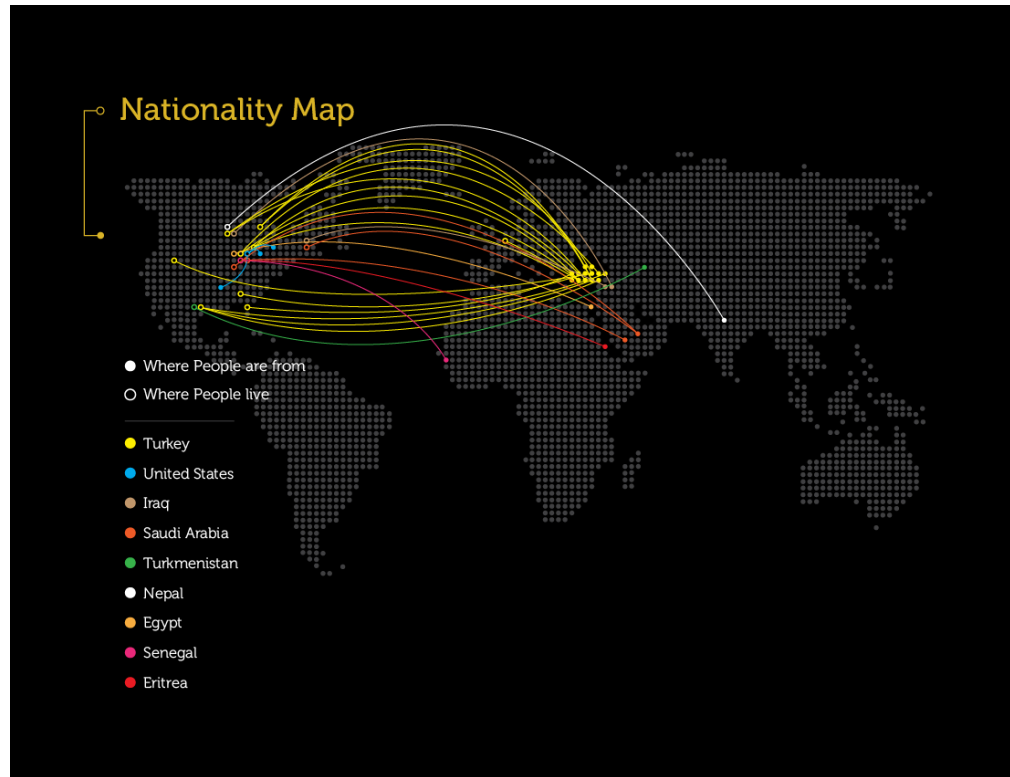 Nationality Map
Where People are from
Where People live
Turkey
United States
Iraq
Saudi Arabia
Turkmenistan
Nepal
Egypt
Senegal
Eritrea